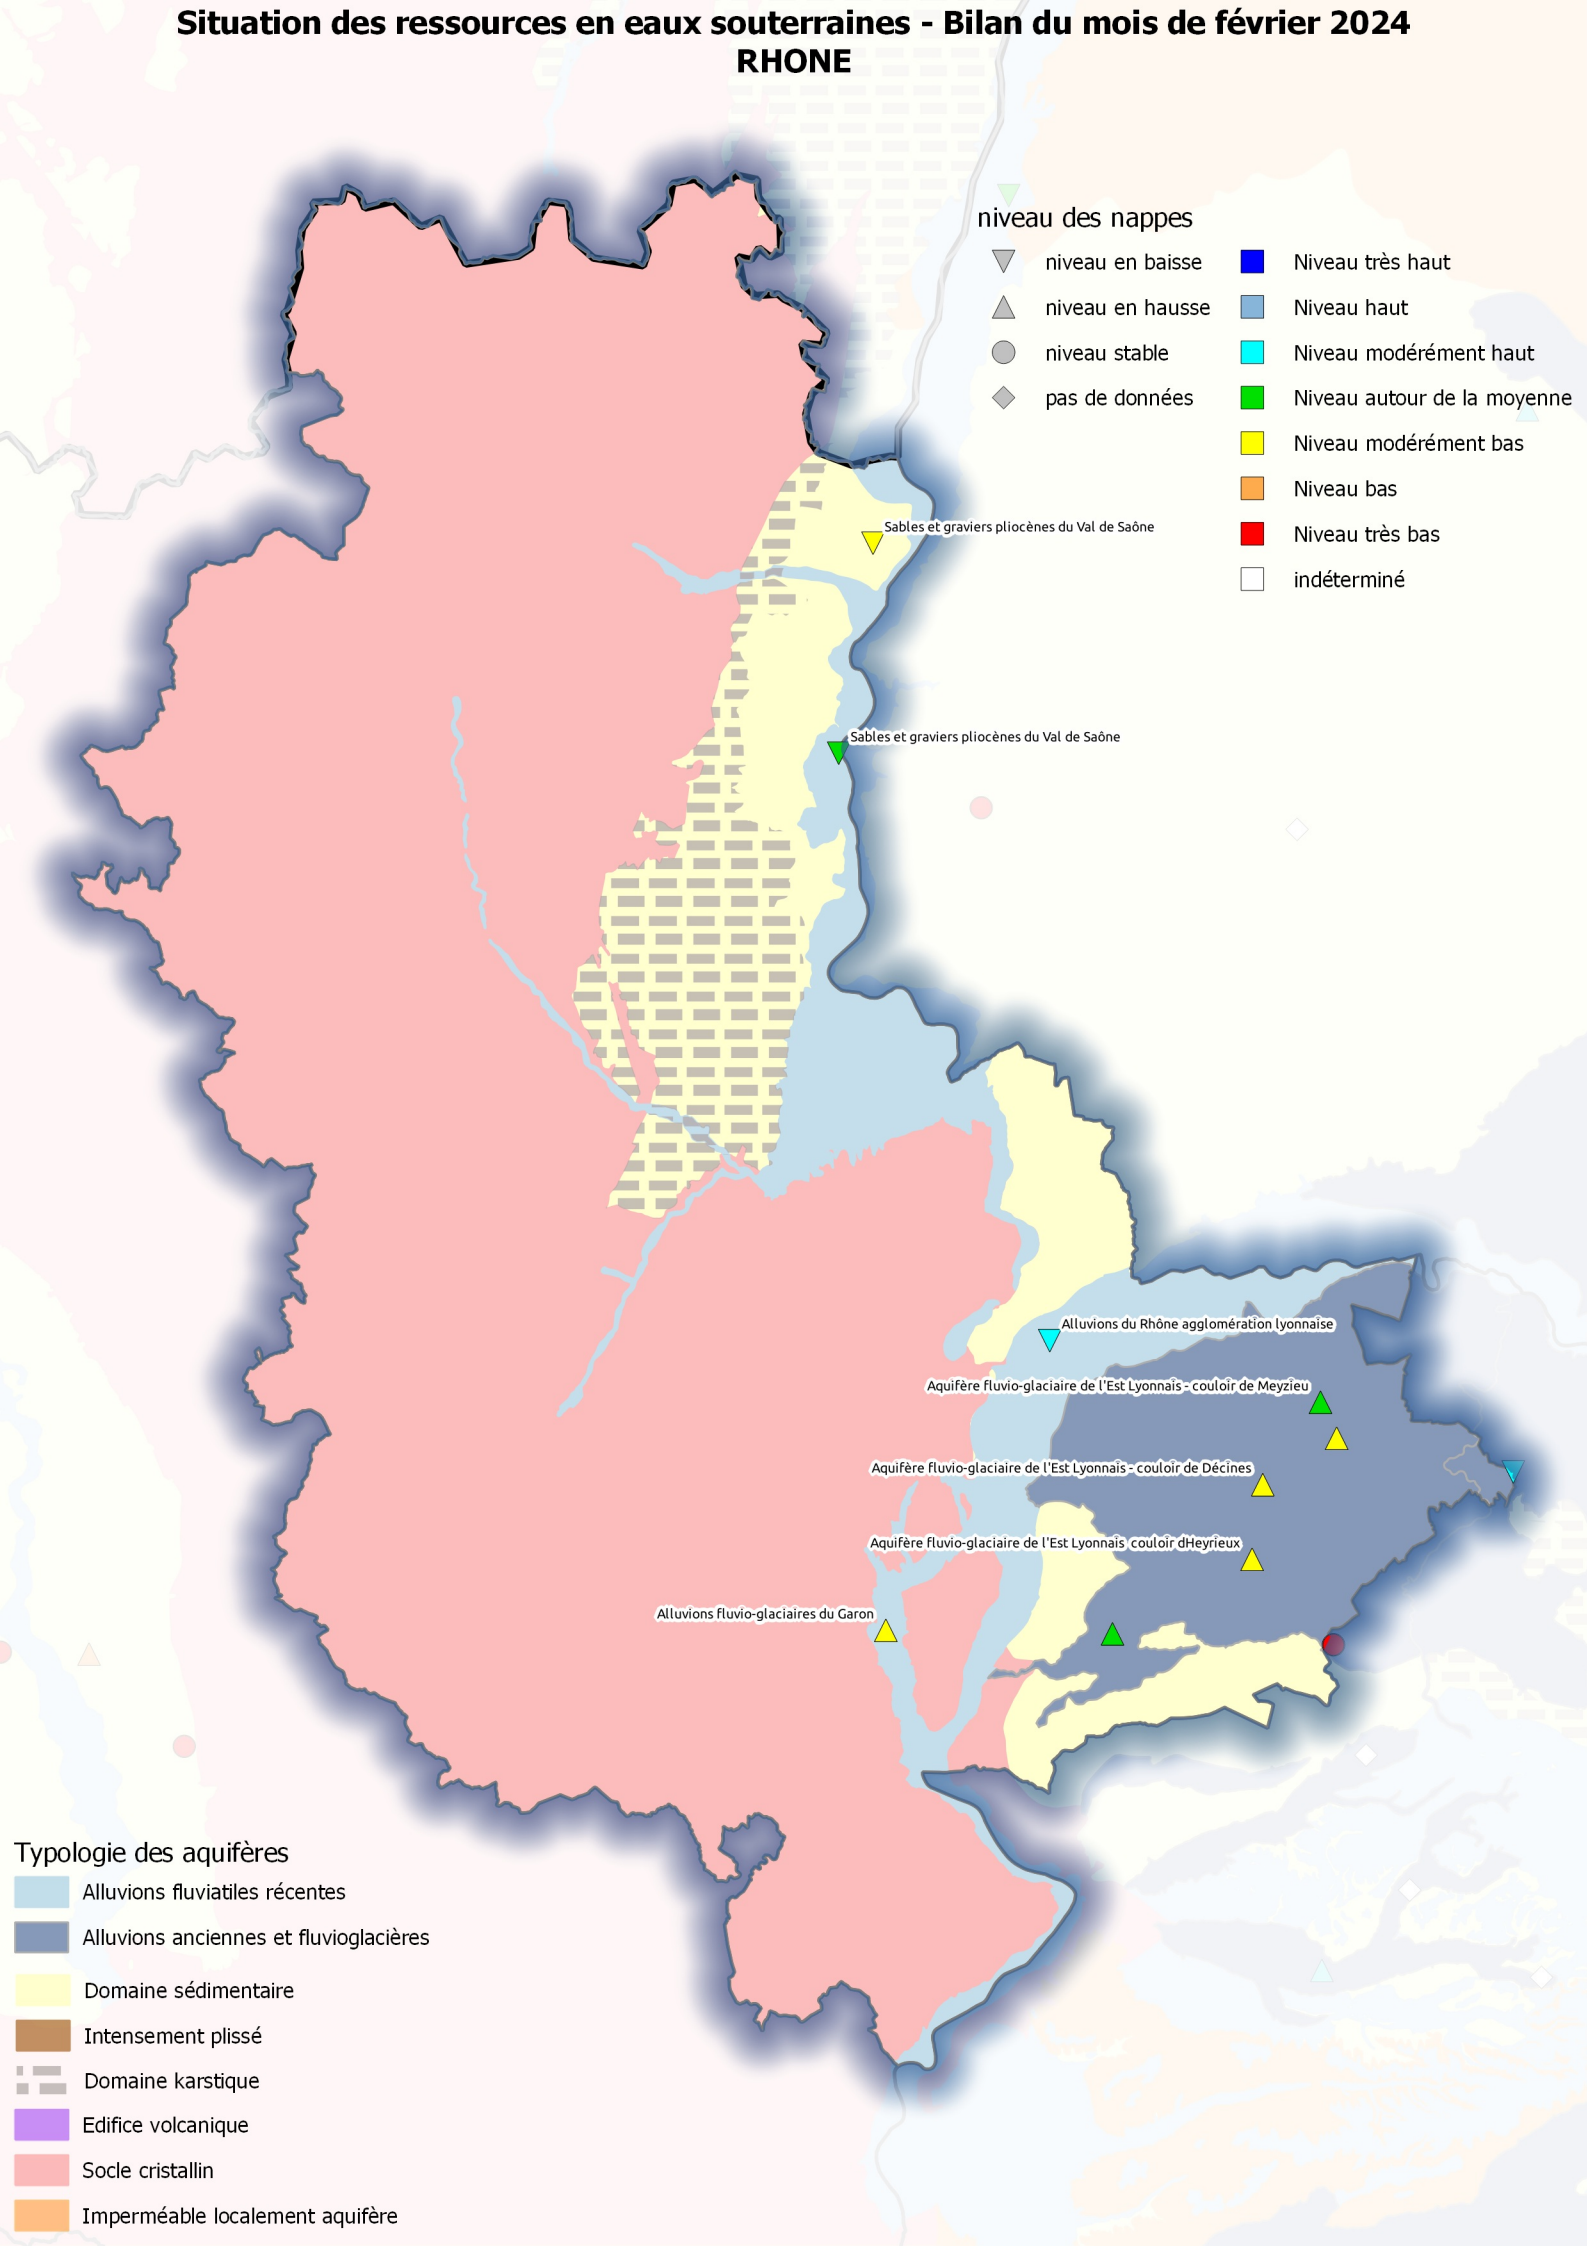 Situation des ressources en eaux souterraines - Bilan du mois de février 2024
RHONE
niveau des nappes
niveau en baisse
niveau en hausse
niveau stable
pas de données
Niveau très haut
Niveau haut
Niveau modérément haut
Niveau autour de la moyenne
Niveau modérément bas
Niveau bas
Niveau très bas
indéterminé
Sables et graviers pliocènes du Val de Saône
Sables et graviers pliocènes du Val de Saône
Alluvions du Rhône agglomération lyonnaise
Aquifère fluvio-glaciaire de l'Est Lyonnais - couloir de Meyzieu
Aquifère fluvio-glaciaire de l'Est Lyonnais - couloir de Décines
Aquifère fluvio-glaciaire de l'Est Lyonnais  couloir dHeyrieux
Alluvions fluvio-glaciaires du Garon
Typologie des aquifères
Alluvions fluviatiles récentes
Alluvions anciennes et fluvioglacières
Domaine sédimentaire
Intensement plissé
Domaine karstique
Edifice volcanique
Socle cristallin
Imperméable localement aquifère